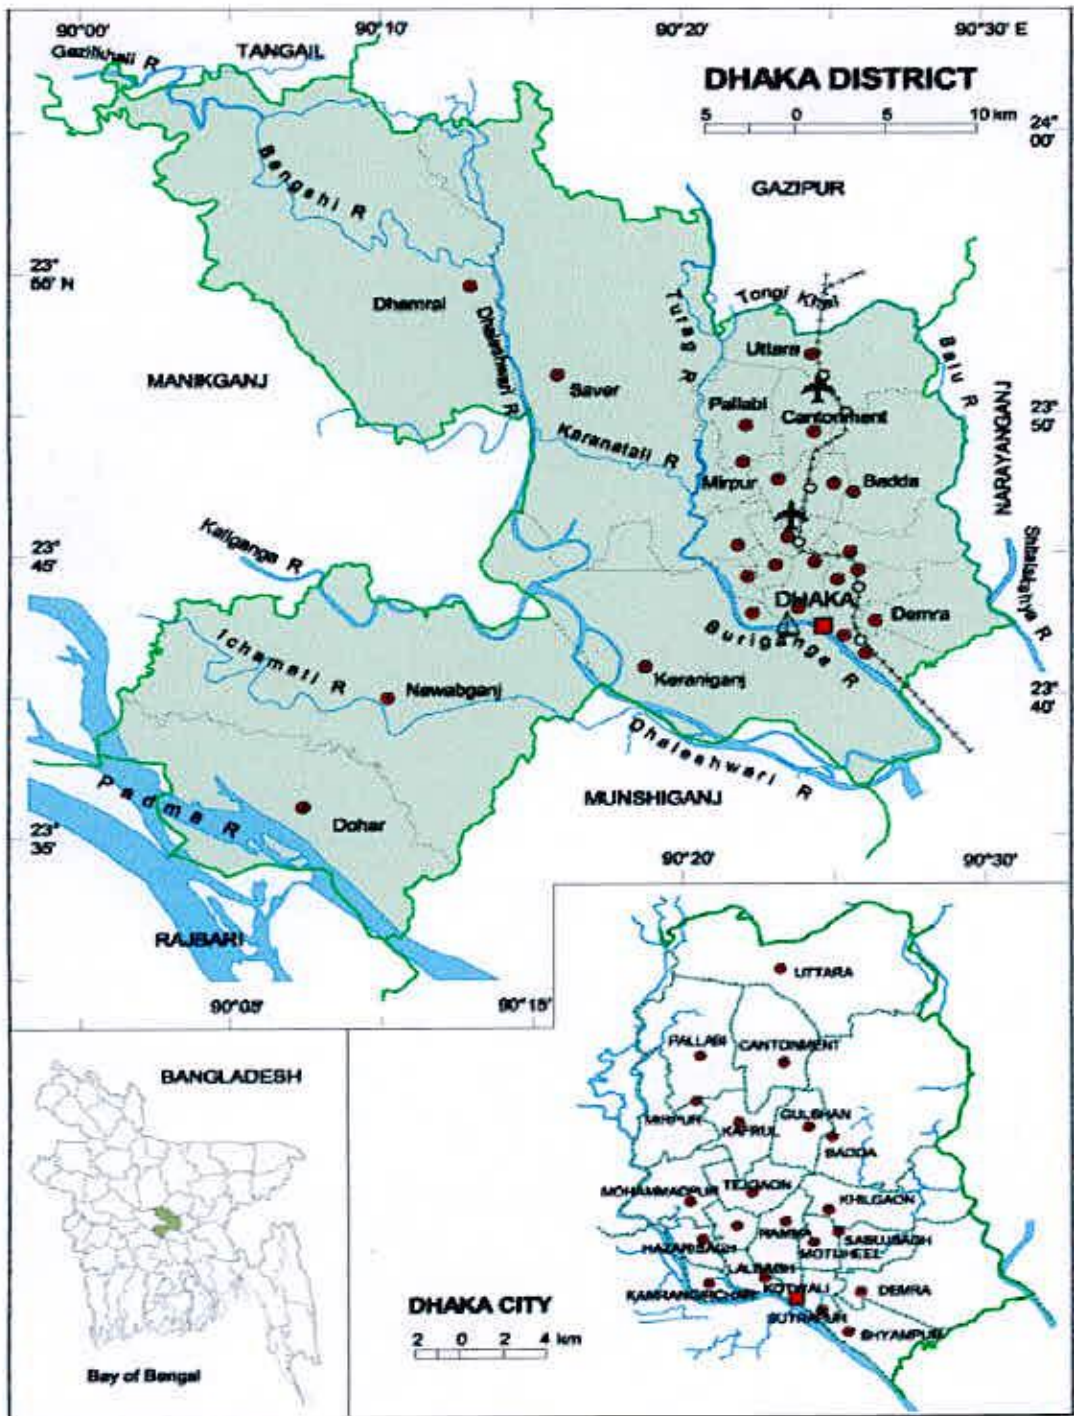 90°00'
90°10'
90°20'
90°30' E
Gazilkhali R
TANGAIL
DHAKA DISTRICT
5 0 5 10 km
24°
00'
Bangshi R
GAZIPUR
23°
55' N
Dhamrai
Dhaleshwari R
Turag R
Tongi Khal
Uttara
Balu R
MANIKGANJ
Savar
Pallabi
Cantonment
23°
50'
NARAYANGANJ
Karanatali R
Mirpur
Badda
Kaliganga R
23°
45'
23°
45'
Shitalakshya R
DHAKA
Demra
Buriganga R
Ichamati R
Nawabganj
Keraniganj
23°
40'
Dhaleshwari R
Padma R
MUNSHIGANJ
23°
35'
Dohar
90°20'
90°30'
RAJBARI
90°05'
90°15'
UTTARA
PALLABI
CANTONMENT
BANGLADESH
MIRPUR
KAFRUL
GULSHAN
BADDA
MOHAMMADPUR
TEJGAON
KHILGAON
HAZARIBAGH
RAMNA
SABUJBAGH
MOTIJHEEL
LALBAGH
KAMRANGIRCHAR
KOTWALI
DEMRA
SUTRAPUR
SHYAMPUR
DHAKA CITY
2 0 2 4 km
Bay of Bengal